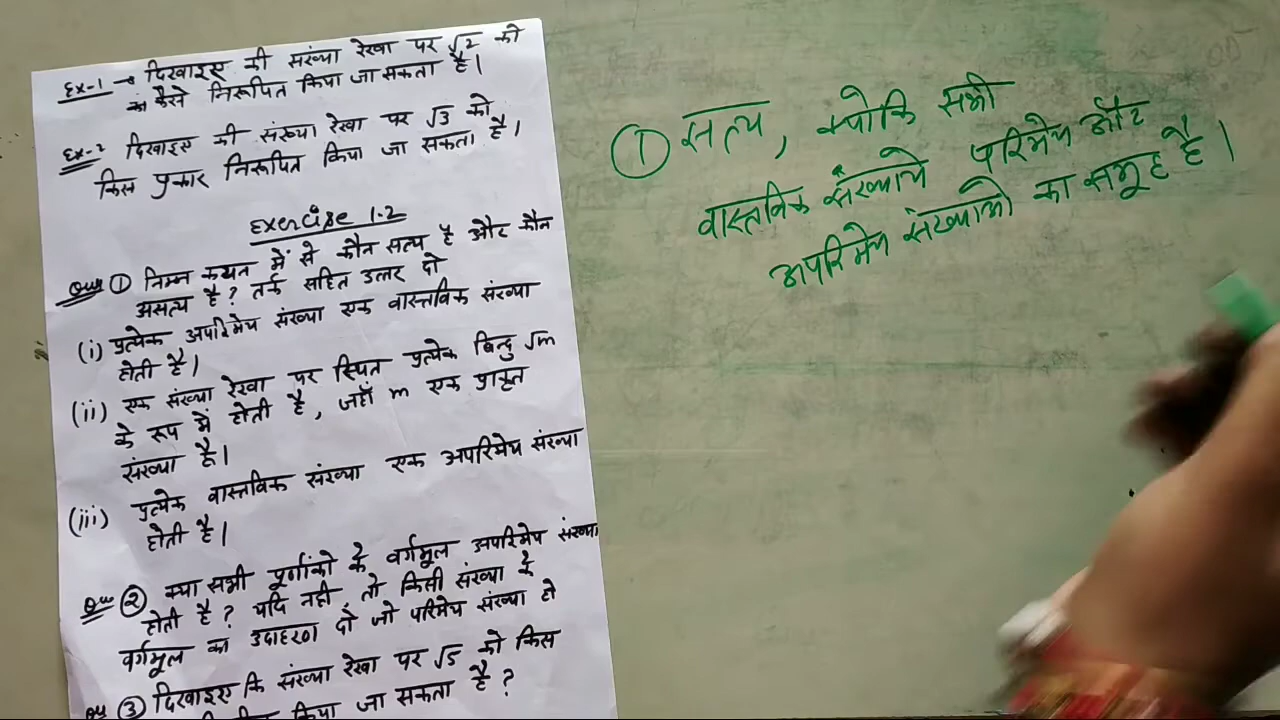 Ex-1 → दिखाइए की संख्या रेखा पर √2 को
कैसे निरूपित किया जा सकता है।
Ex-2 दिखाइए की संख्या रेखा पर √3 को
किस प्रकार निरूपित किया जा सकता है।
Exercise 1.2
Que ① निम्न कथन में से कौन सत्य है और कौन
असत्य है? तर्क सहित उत्तर दो
(i) प्रत्येक अपरिमेय संख्या एक वास्तविक संख्या
होती है।
(ii) एक संख्या रेखा पर स्थित प्रत्येक बिन्दु √m
के रूप में होती है, जहाँ m एक प्राकृत
संख्या है।
(iii) प्रत्येक वास्तविक संख्या एक अपरिमेय संख्या
होती है।
Que ② क्या सभी पूर्णांको के वर्गमूल अपरिमेय संख्या
होती है? यदि नही तो किसी संख्या के
वर्गमूल का उदाहरण दो जो परिमेय संख्या हो
Qu ③ दिखाइए कि संख्या रेखा पर √5 को किस
किया जा सकता है?
① सत्य, क्योकि सभी
वास्तविक संख्याये परिमेय और
अपरिमेय संख्याओ का समूह है।